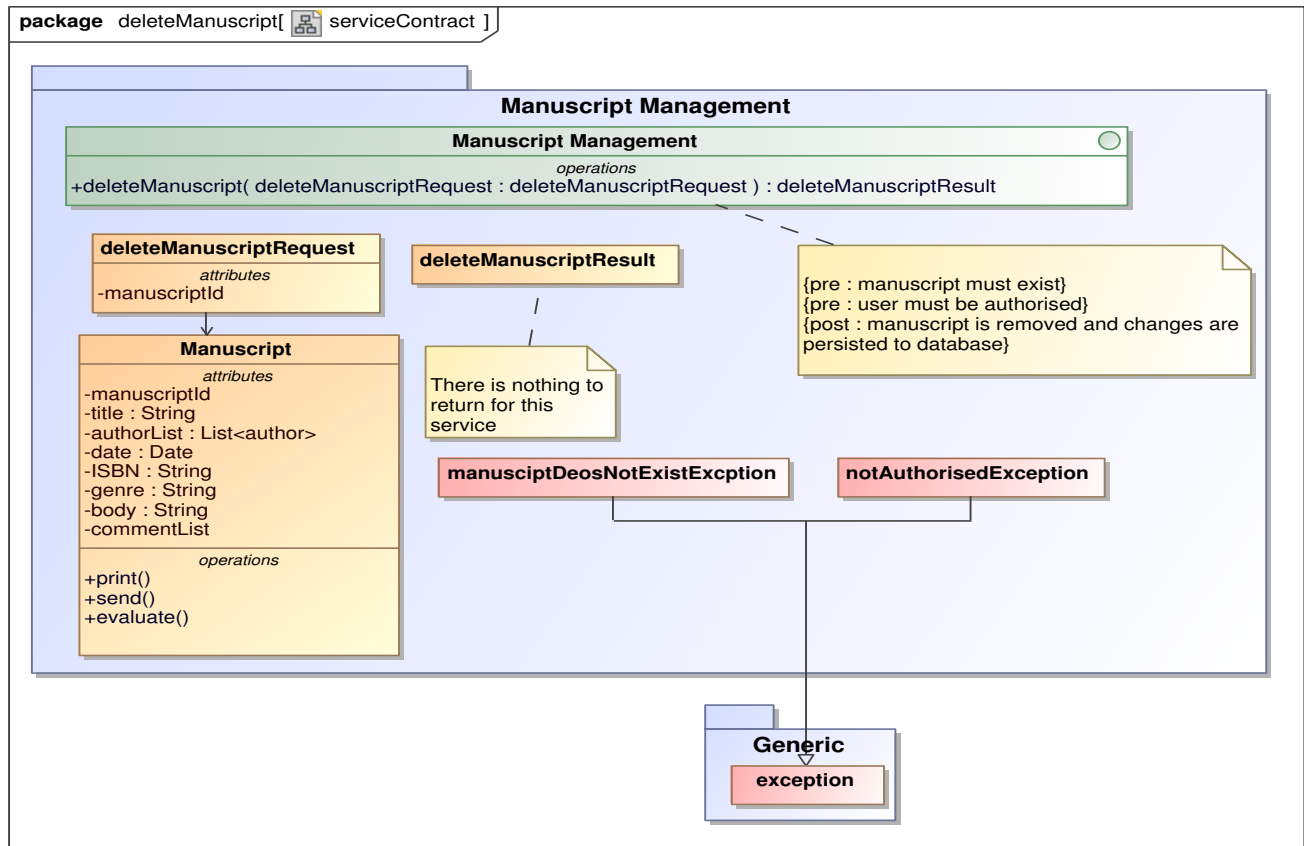 package deleteManuscript[ serviceContract ]
Manuscript Management
Manuscript Management
operations
+deleteManuscript( deleteManuscriptRequest : deleteManuscriptRequest ) : deleteManuscriptResult
deleteManuscriptRequest
attributes
-manuscriptId
deleteManuscriptResult
{pre : manuscript must exist}
{pre : user must be authorised}
{post : manuscript is removed and changes are
persisted to database}
Manuscript
attributes
-manuscriptId
-title : String
-authorList : List<author>
-date : Date
-ISBN : String
-genre : String
-body : String
-commentList
operations
+print()
+send()
+evaluate()
There is nothing to
return for this
service
manusciptDeosNotExistExcption
notAuthorisedException
Generic
exception